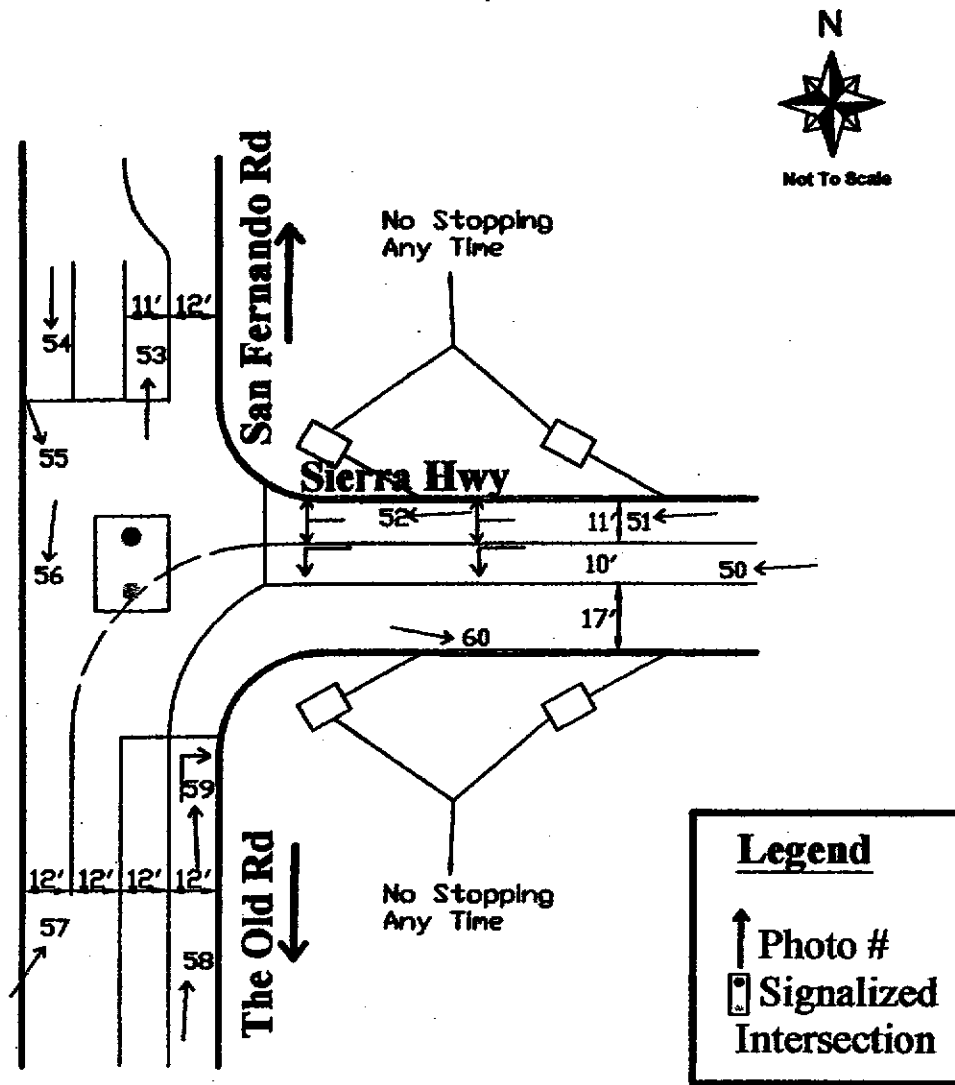 N
Not To Scale
San Fernando Rd
No Stopping
Any Time
11' 12'
54
53
55
Sierra Hwy
52
11' 51
56
10'
50
17'
60
59
12' 12' 12' 12'
57
58
The Old Rd
No Stopping
Any Time
Legend
Photo #
Signalized
Intersection